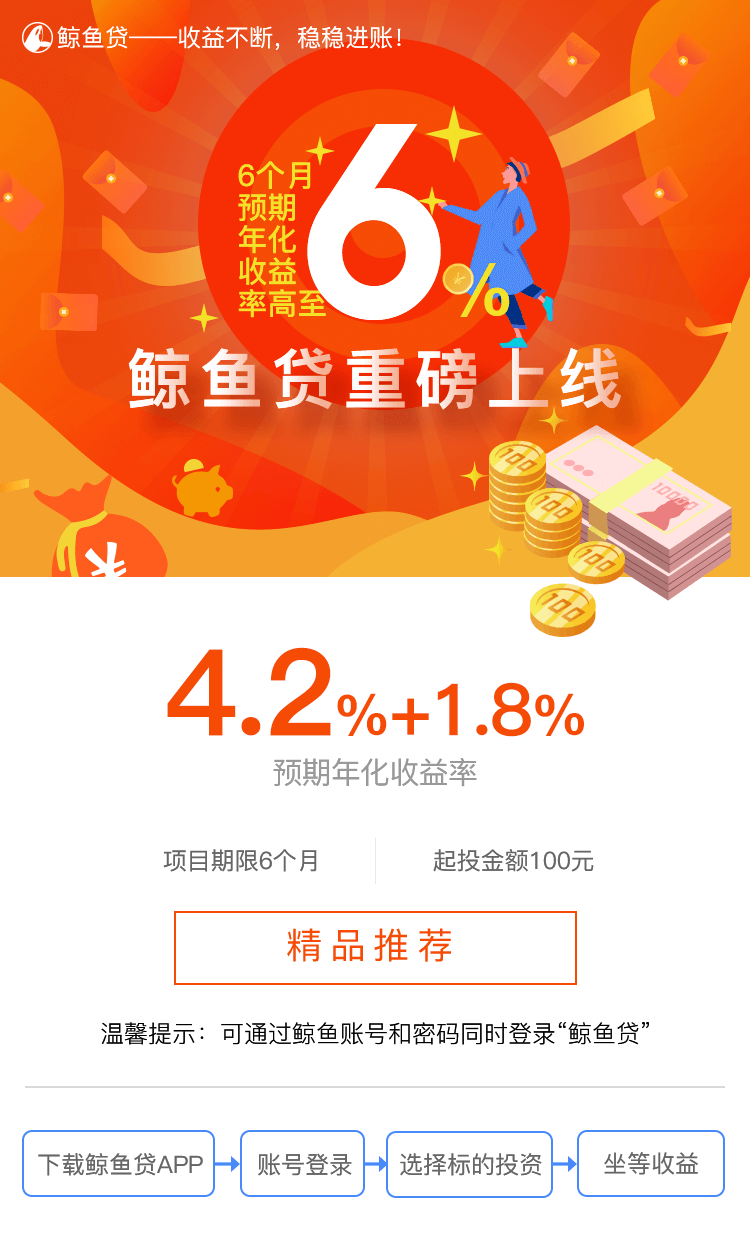 鲸鱼贷——收益不断，稳稳进账！
6个月
预期
年化
收益
率高至
6%
鲸鱼贷重磅上线
100
100
100
100
10000
¥
4.2%+1.8%
预期年化收益率
项目期限6个月
起投金额100元
精品推荐
温馨提示：可通过鲸鱼账号和密码同时登录“鲸鱼贷”
下载鲸鱼贷APP
账号登录
选择标的投资
坐等收益